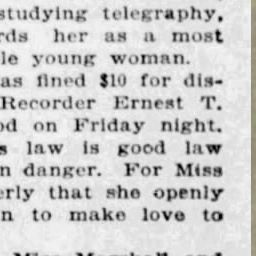 studying telegraphy,
rds her as a most
le young woman.
as fined $10 for dis-
Recorder Ernest T.
od on Friday night.
s law is good law
n danger. For Miss
erly that she openly
n to make love to